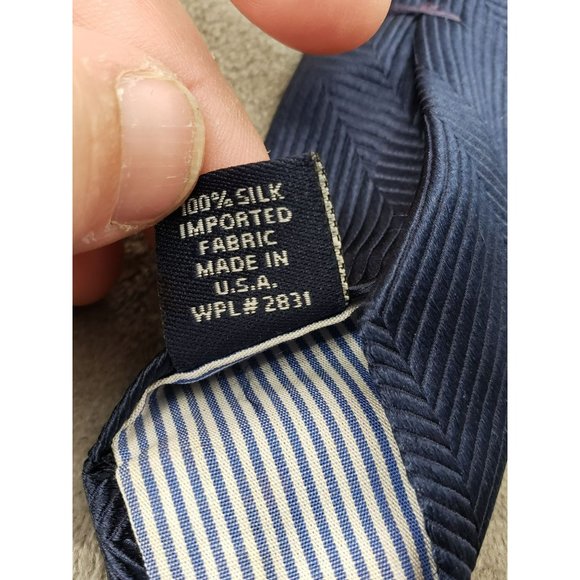 100% SILK
IMPORTED
FABRIC
MADE IN
U.S.A.
WPL# 2831